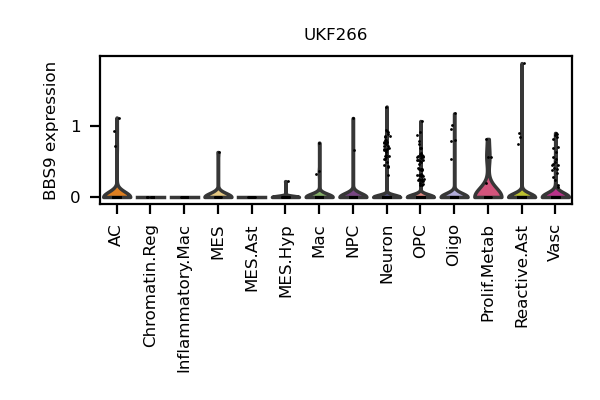 UKF266
BBS9 expression
1
0
AC
Chromatin.Reg
Inflammatory.Mac
MES
MES.Ast
MES.Hyp
Mac
NPC
Neuron
OPC
Oligo
Prolif.Metab
Reactive.Ast
Vasc